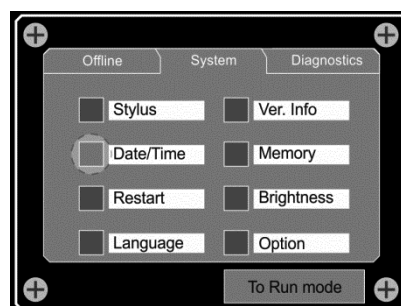 Offline System Diagnostics
Stylus Ver. Info
Date/Time Memory
Restart Brightness
Language Option
To Run mode